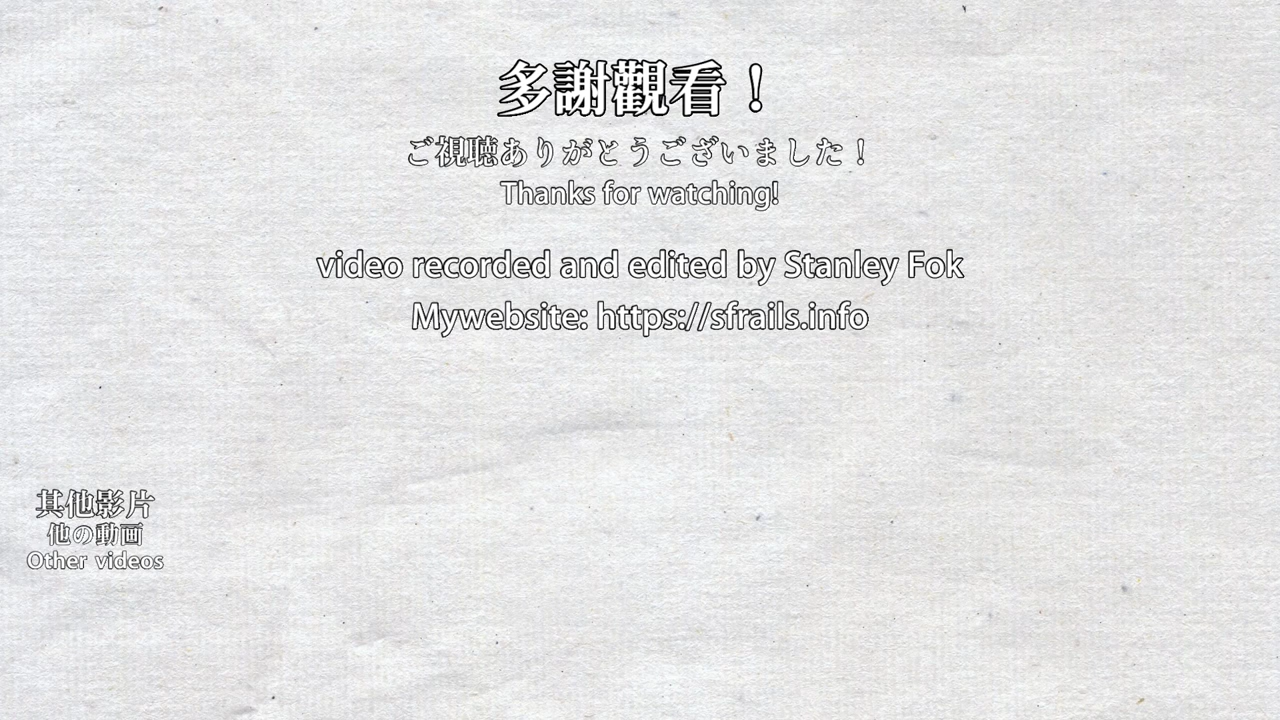 多謝觀看！
ご視聴ありがとうございました！
Thanks for watching!
video recorded and edited by Stanley Fok
Mywebsite: https://sfrails.info
其他影片
他の動画
Other videos